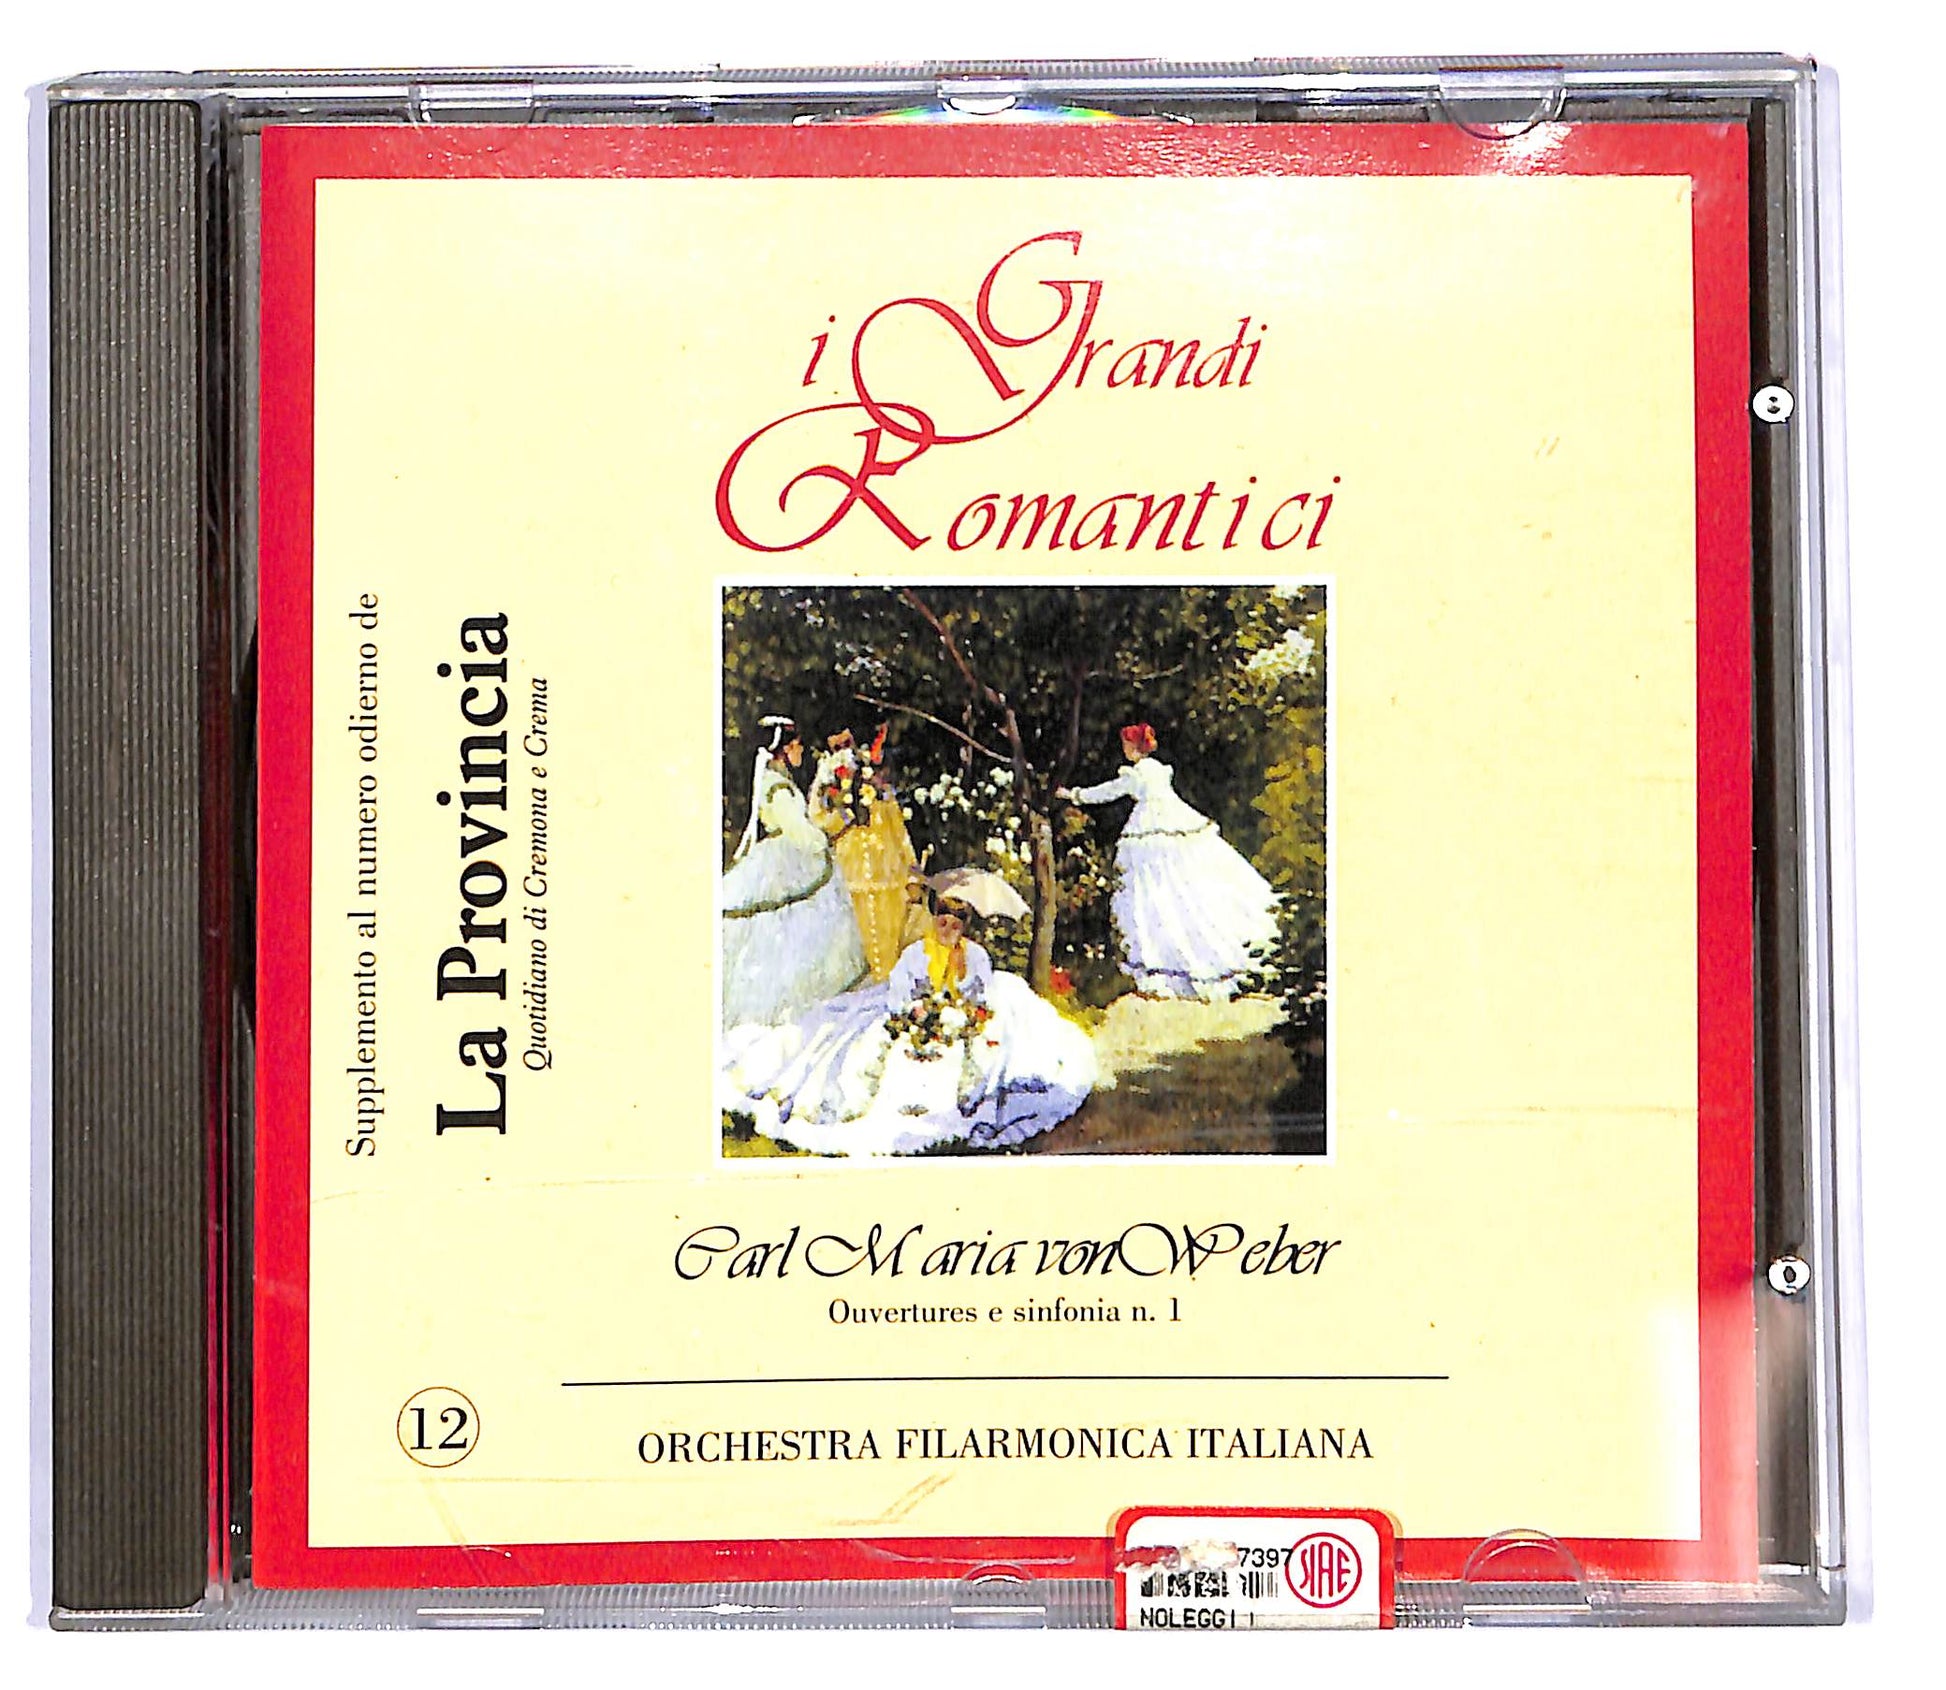 i Grandi
Romantici
Supplemento al numero odierno de
La Provincia
Quotidiano di Cremona e Crema
Carl Maria von Weber
Ouvertures e sinfonia n. 1
12
ORCHESTRA FILARMONICA ITALIANA
7397
SIAE